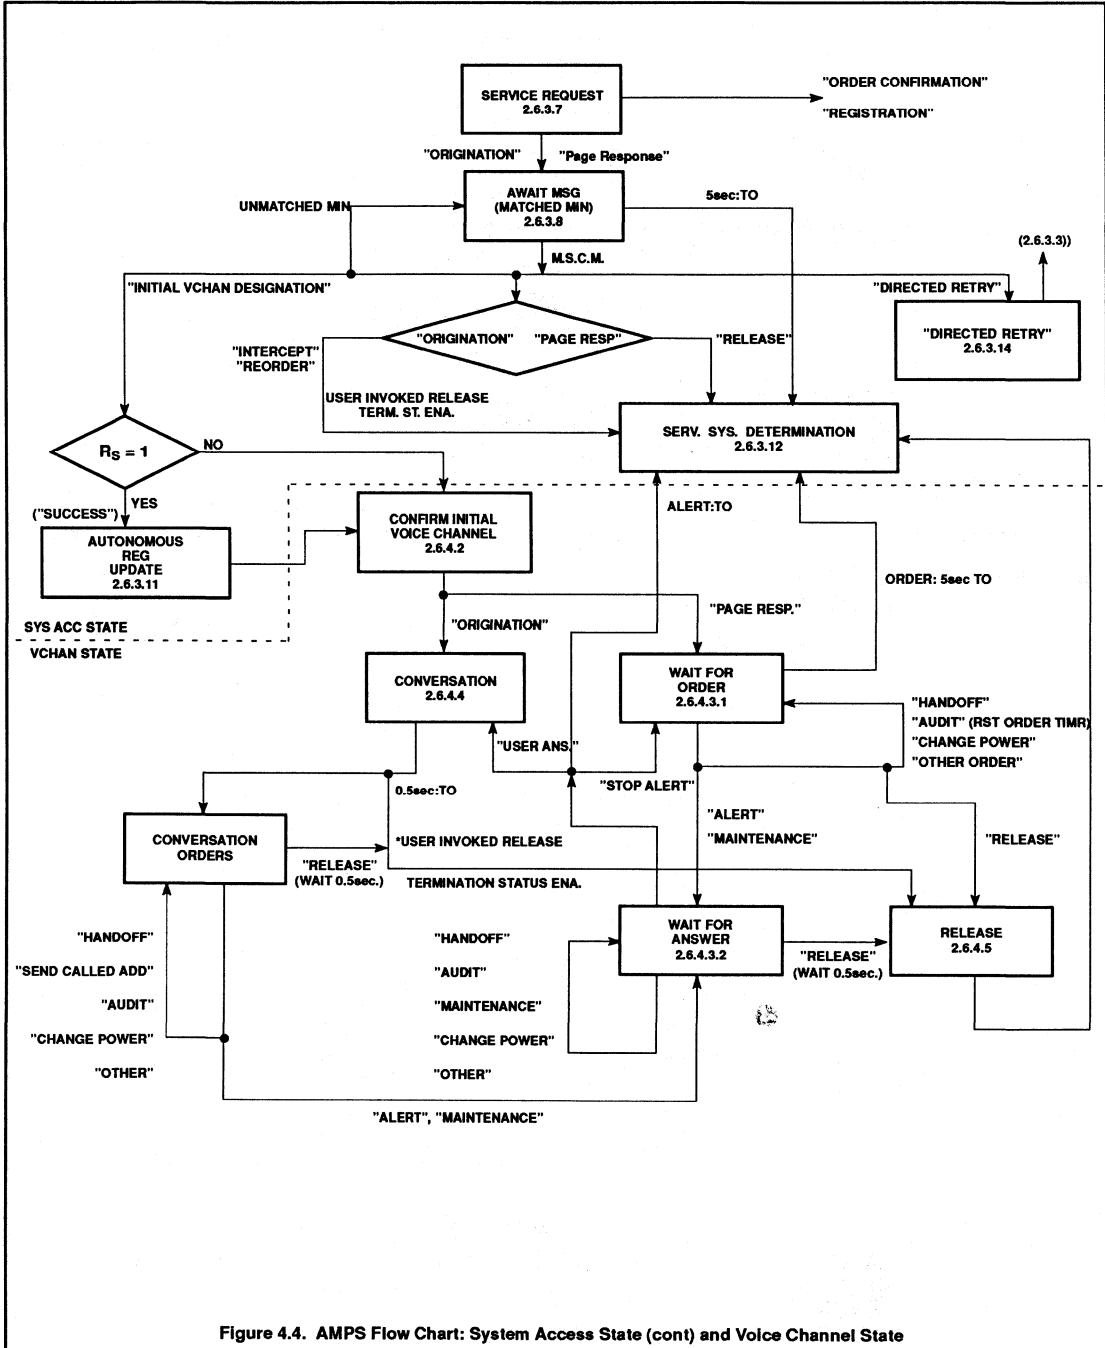 SERVICE REQUEST
2.6.3.7
"ORDER CONFIRMATION"
"REGISTRATION"
"ORIGINATION"
"Page Response"
AWAIT MSG
(MATCHED MIN)
2.6.3.8
UNMATCHED MIN
5sec:TO
M.S.C.M.
(2.6.3.3))
"INITIAL VCHAN DESIGNATION"
"DIRECTED RETRY"
"DIRECTED RETRY"
2.6.3.14
"ORIGINATION"
"PAGE RESP"
"RELEASE"
"INTERCEPT"
"REORDER"
USER INVOKED RELEASE
TERM. ST. ENA.
SERV. SYS. DETERMINATION
2.6.3.12
RS = 1
NO
YES
("SUCCESS")
AUTONOMOUS
REG
UPDATE
2.6.3.11
CONFIRM INITIAL
VOICE CHANNEL
2.6.4.2
ALERT:TO
ORDER: 5sec TO
SYS ACC STATE
VCHAN STATE
"ORIGINATION"
"PAGE RESP."
CONVERSATION
2.6.4.4
WAIT FOR
ORDER
2.6.4.3.1
"HANDOFF"
"AUDIT" (RST ORDER TIMR)
"CHANGE POWER"
"OTHER ORDER"
"USER ANS."
"STOP ALERT"
0.5sec:TO
"ALERT"
"MAINTENANCE"
"RELEASE"
CONVERSATION
ORDERS
*USER INVOKED RELEASE
"RELEASE"
(WAIT 0.5sec.)
TERMINATION STATUS ENA.
WAIT FOR
ANSWER
2.6.4.3.2
"RELEASE"
(WAIT 0.5sec.)
RELEASE
2.6.4.5
"HANDOFF"
"SEND CALLED ADD"
"AUDIT"
"CHANGE POWER"
"OTHER"
"HANDOFF"
"AUDIT"
"MAINTENANCE"
"CHANGE POWER"
"OTHER"
"ALERT", "MAINTENANCE"
Figure 4.4. AMPS Flow Chart: System Access State (cont) and Voice Channel State